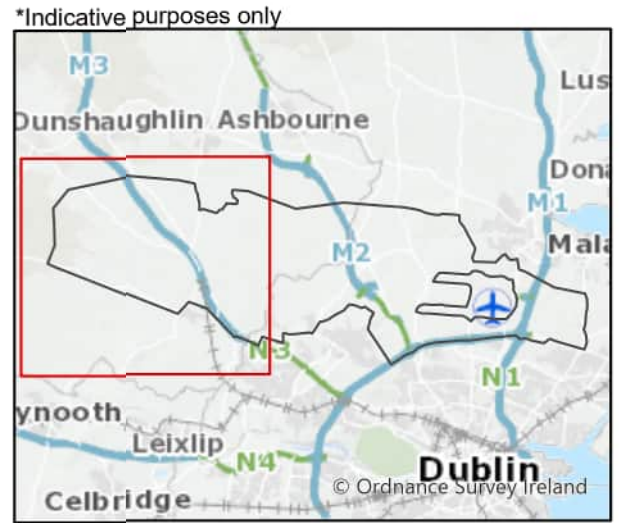 *Indicative purposes only
M3
Lus
Dunshaughlin Ashbourne
Don
M1
Mala
M2
N3
N1
ynooth
Leixlip
N4
Dublin
© Ordnance Survey Ireland
Celbridge